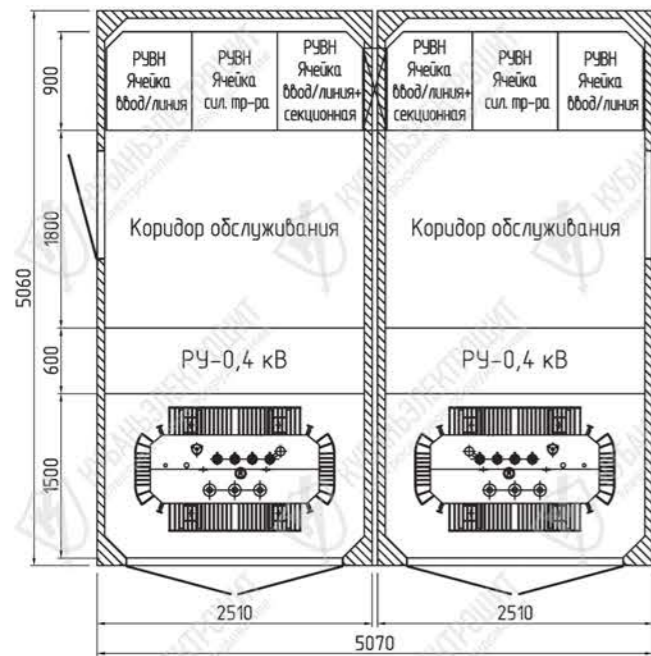 РУВН
Ячейка
ввод/линия
РУВН
Ячейка
сил. тр-ра
РУВН
Ячейка
ввод/линия+
секционная
РУВН
Ячейка
ввод/линия+
секционная
РУВН
Ячейка
сил. тр-ра
РУВН
Ячейка
ввод/линия
900
1800
5060
600
1500
Коридор обслуживания
Коридор обслуживания
РУ-0,4 кВ
РУ-0,4 кВ
2510
2510
5070
КУБАНЬЭЛЕКТРОЩИТ